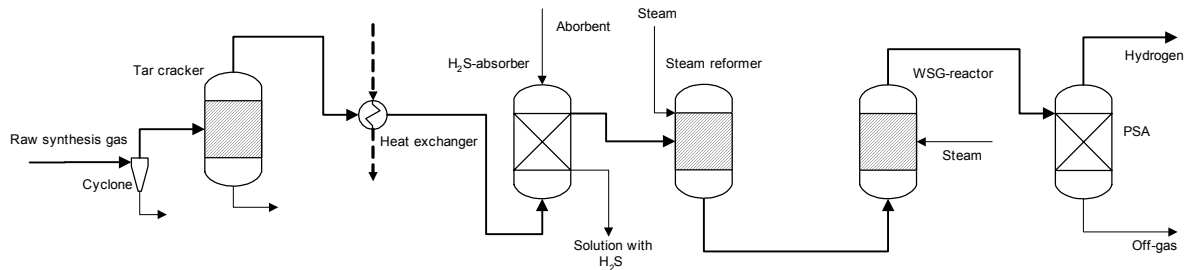 Steam
Aborbent
Hydrogen
Tar cracker
H₂S-absorber
Steam reformer
WSG-reactor
Raw synthesis gas
Heat exchanger
PSA
Steam
Cyclone
Solution with
H₂S
Off-gas